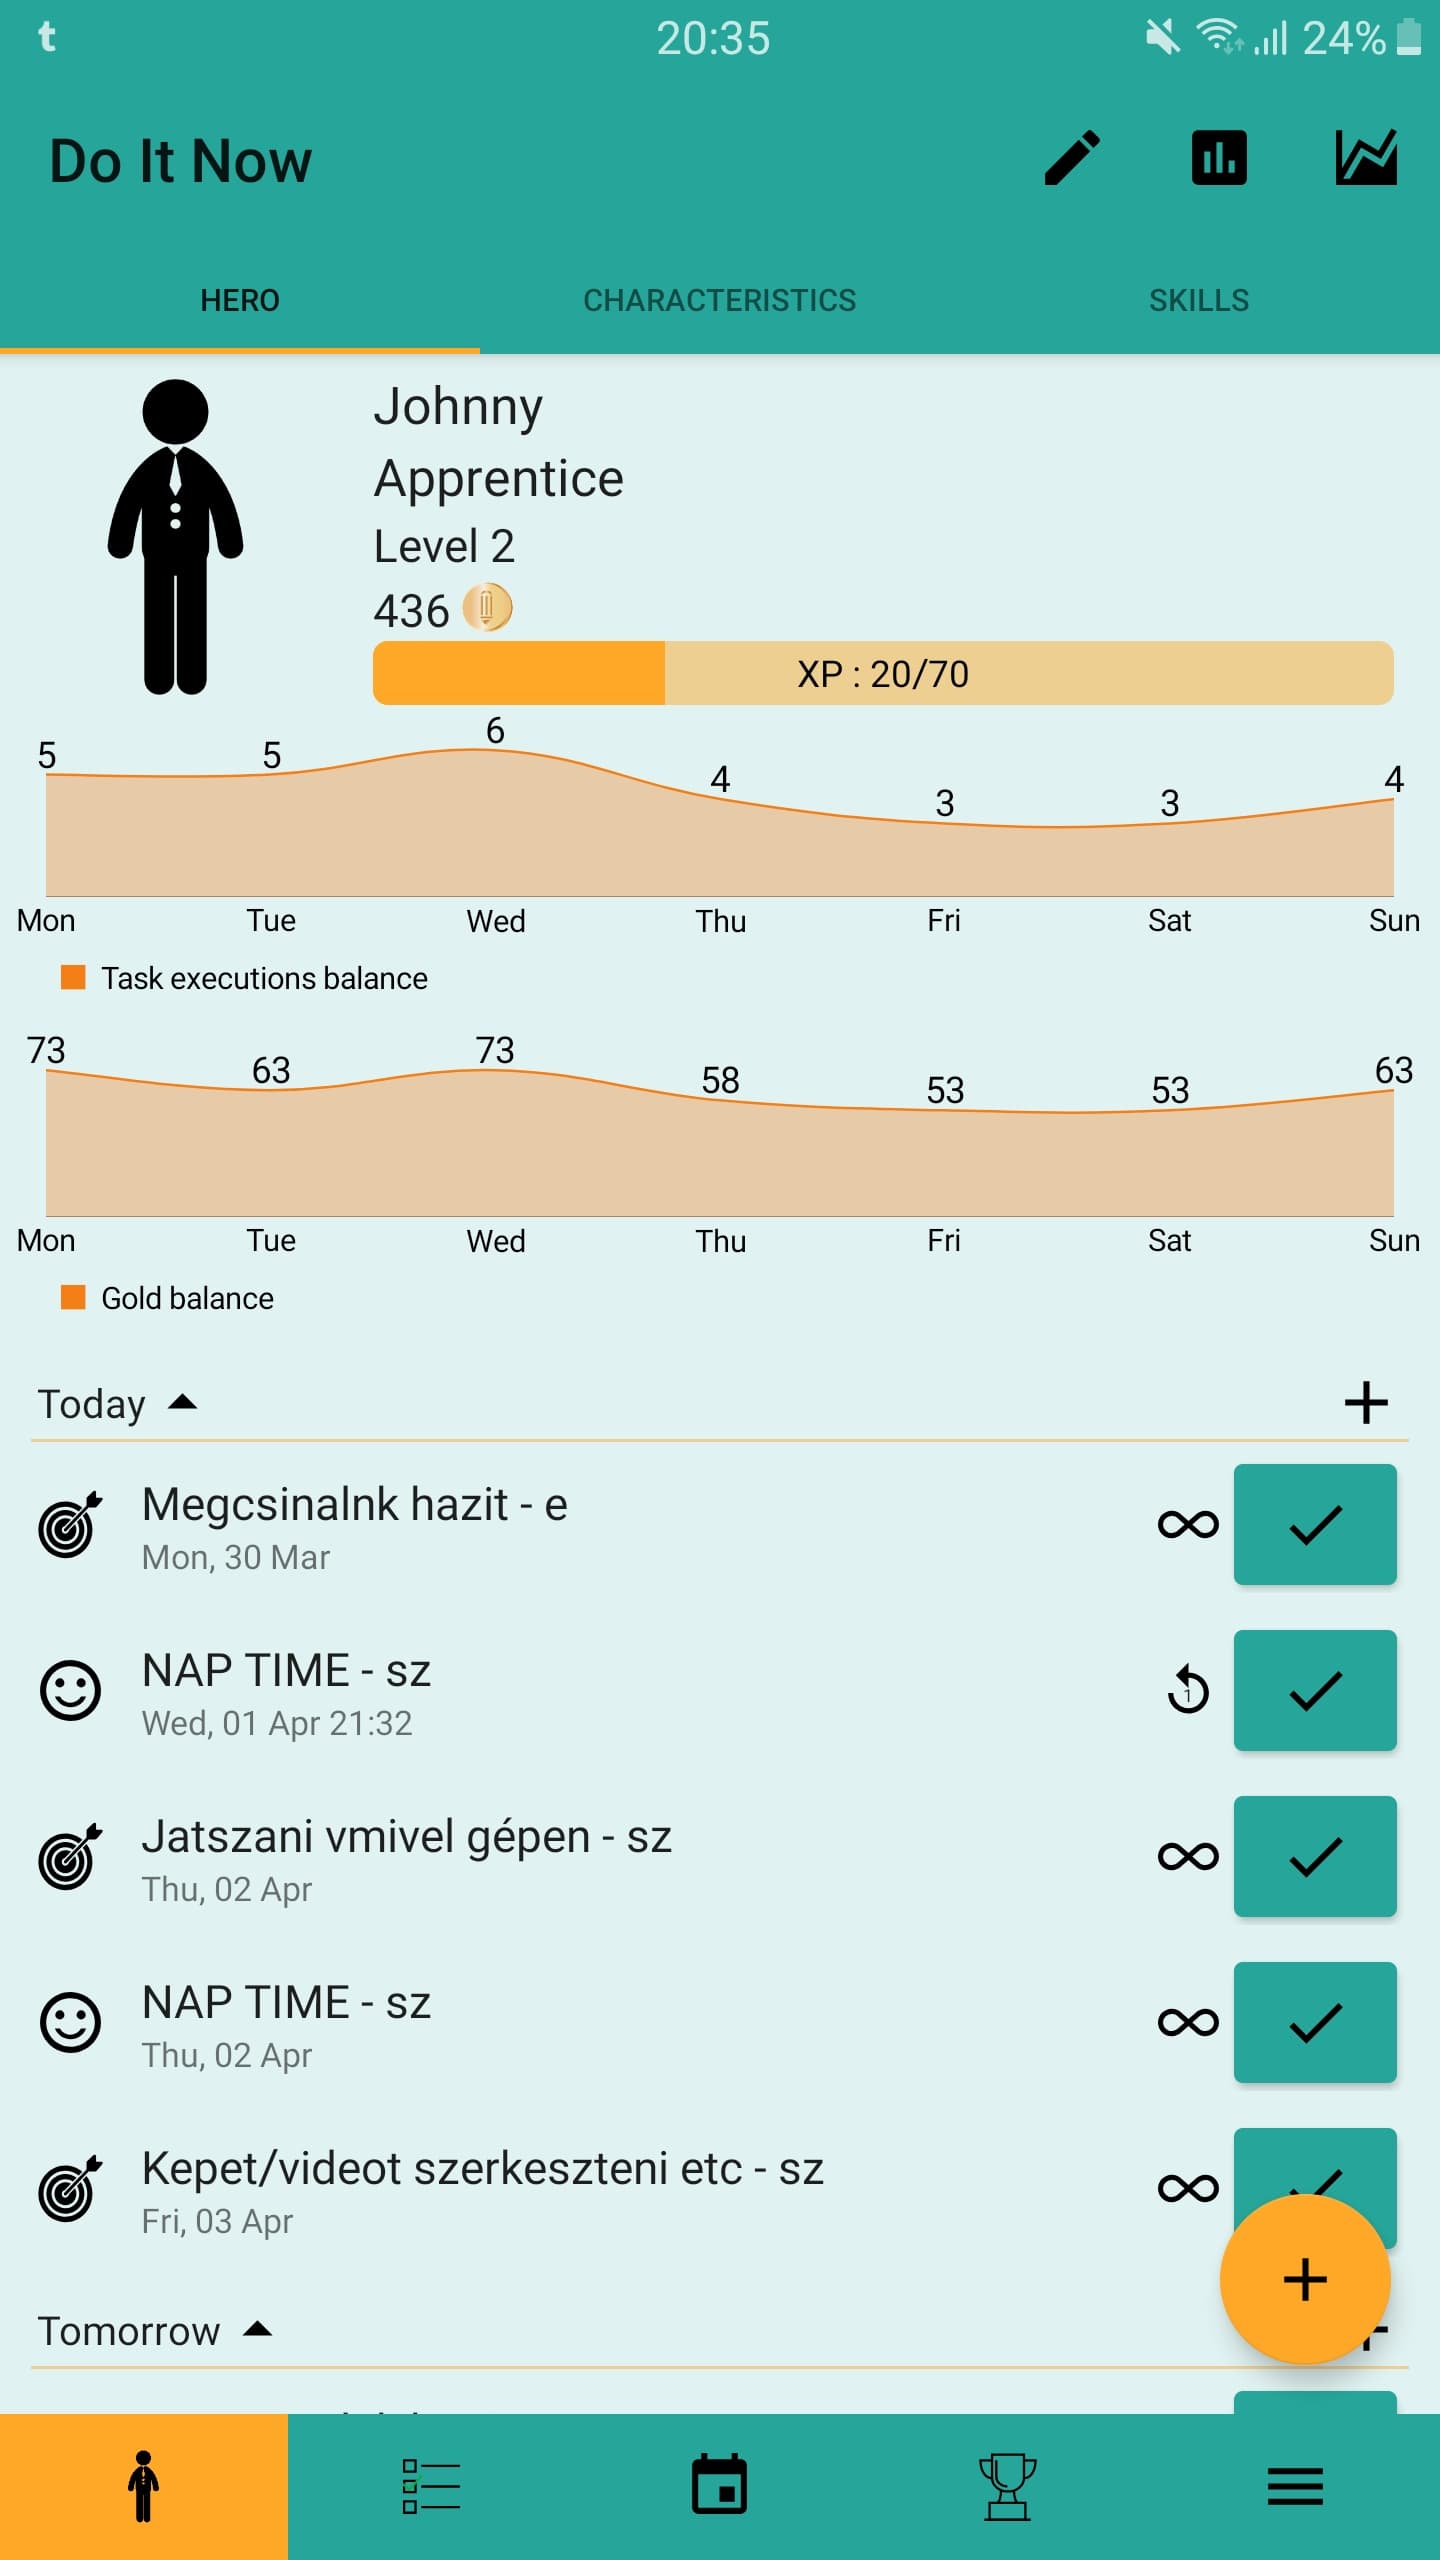 t 20:35 24%
Do It Now
HERO CHARACTERISTICS SKILLS
Johnny
Apprentice
Level 2
436
XP : 20/70
5 5 6 4 3 3 4
Mon Tue Wed Thu Fri Sat Sun
Task executions balance
73 63 73 58 53 53 63
Mon Tue Wed Thu Fri Sat Sun
Gold balance
Today
Megcsinalnk hazit - e
Mon, 30 Mar
NAP TIME - sz
Wed, 01 Apr 21:32
1
Jatszani vmivel gépen - sz
Thu, 02 Apr
NAP TIME - sz
Thu, 02 Apr
Kepet/videot szerkeszteni etc - sz
Fri, 03 Apr
Tomorrow